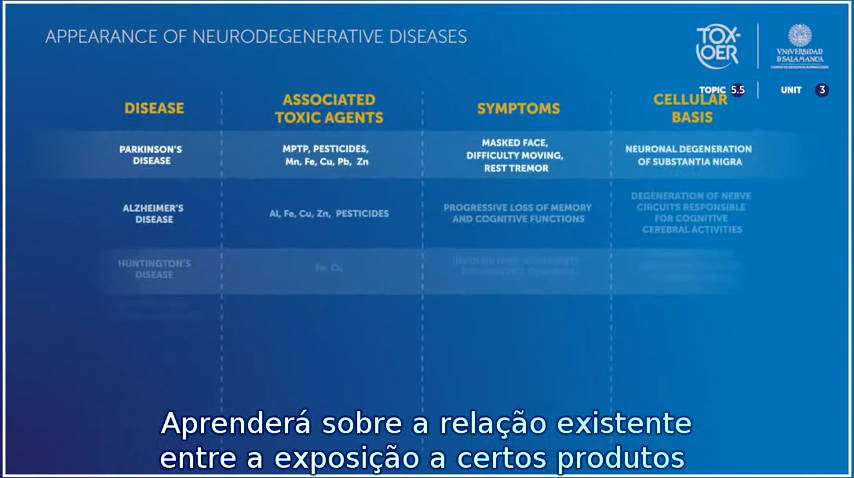 APPEARANCE OF NEURODEGENERATIVE DISEASES
TOX-
OER
VNiVERSiDAD
D SALAMANCA
TOPIC 5.5
UNIT 3
DISEASE
ASSOCIATED
TOXIC AGENTS
SYMPTOMS
CELLULAR
BASIS
PARKINSON'S
DISEASE
MPTP, PESTICIDES,
Mn, Fe, Cu, Pb, Zn
MASKED FACE,
DIFFICULTY MOVING,
REST TREMOR
NEURONAL DEGENERATION
OF SUBSTANTIA NIGRA
ALZHEIMER'S
DISEASE
Al, Fe, Cu, Zn, PESTICIDES
PROGRESSIVE LOSS OF MEMORY
AND COGNITIVE FUNCTIONS
DEGENERATION OF NERVE
CIRCUITS RESPONSIBLE
FOR COGNITIVE
CEREBRAL ACTIVITIES
HUNTINGTON'S
DISEASE
Fe, Cu
Aprenderá sobre a relação existente
entre a exposição a certos produtos